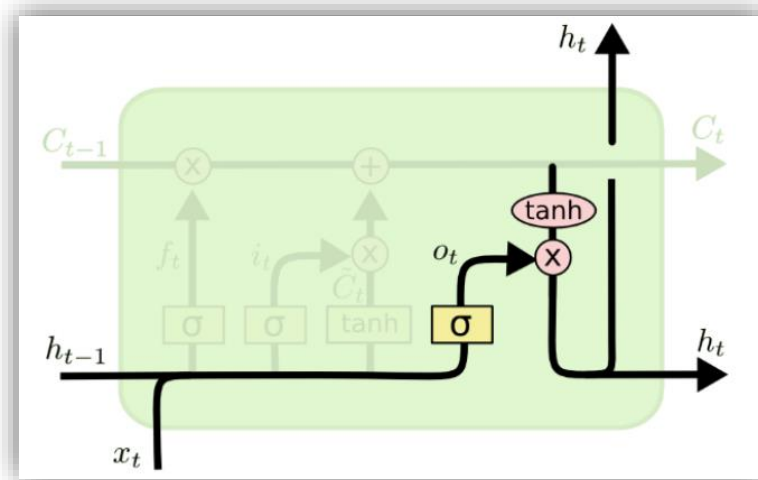 h_t
C_{t-1}
C_t
x
+
tanh
f_t
i_t
o_t
x
x
C̃_t
σ
σ
tanh
σ
h_{t-1}
h_t
x_t